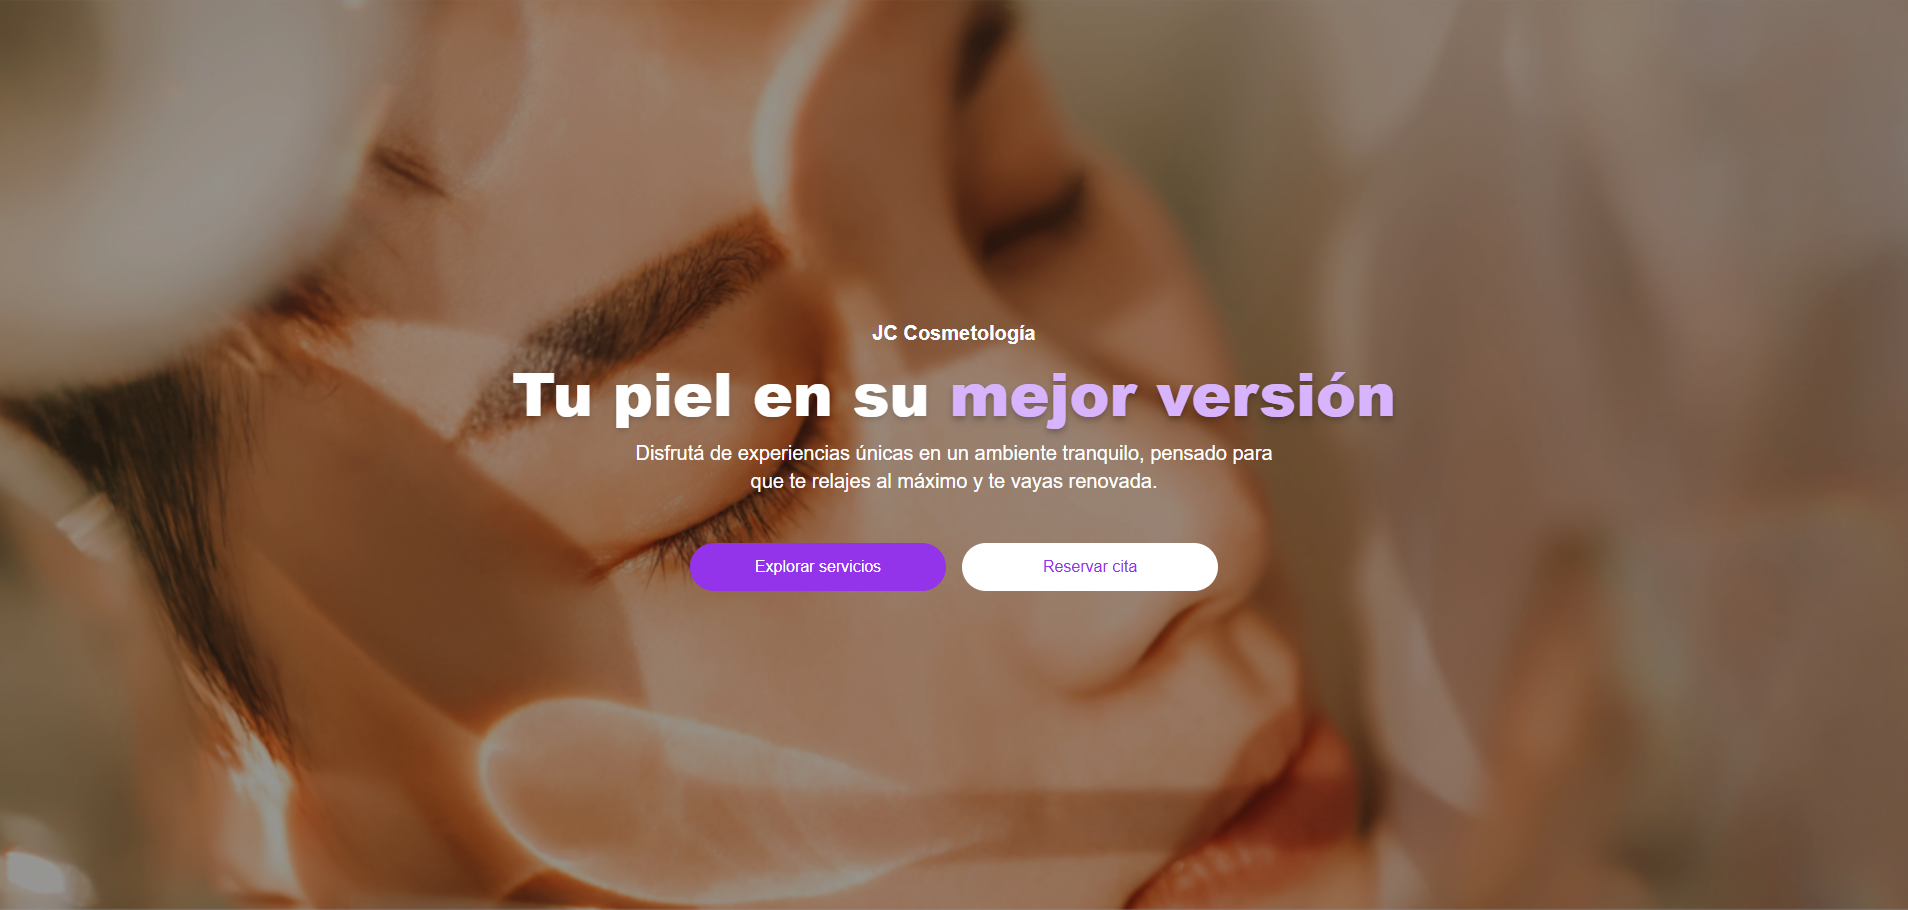 JC Cosmetología
Tu piel en su mejor versión
Disfrutá de experiencias únicas en un ambiente tranquilo, pensado para
que te relajes al máximo y te vayas renovada.
Explorar servicios
Reservar cita